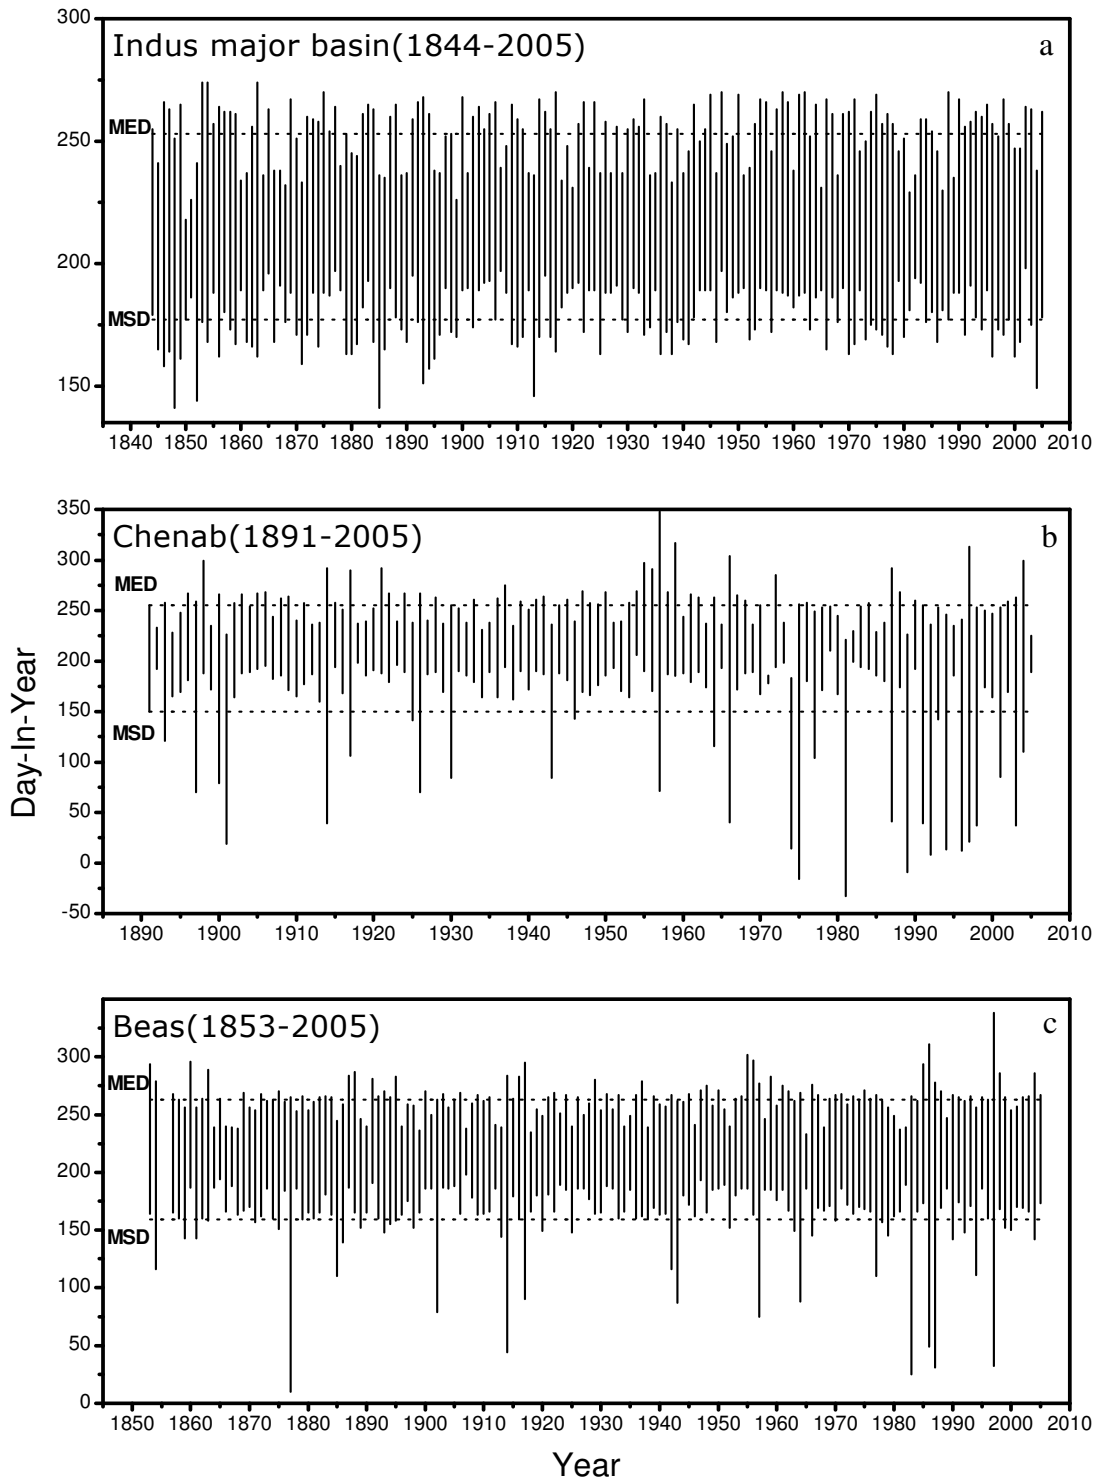 Indus major basin(1844-2005)
a
300
250
200
150
MED
MSD
1840 1850 1860 1870 1880 1890 1900 1910 1920 1930 1940 1950 1960 1970 1980 1990 2000 2010
Chenab(1891-2005)
b
350
300
250
200
150
100
50
0
-50
MED
MSD
1890 1900 1910 1920 1930 1940 1950 1960 1970 1980 1990 2000 2010
Day-In-Year
Beas(1853-2005)
c
300
250
200
150
100
50
0
MED
MSD
1850 1860 1870 1880 1890 1900 1910 1920 1930 1940 1950 1960 1970 1980 1990 2000 2010
Year